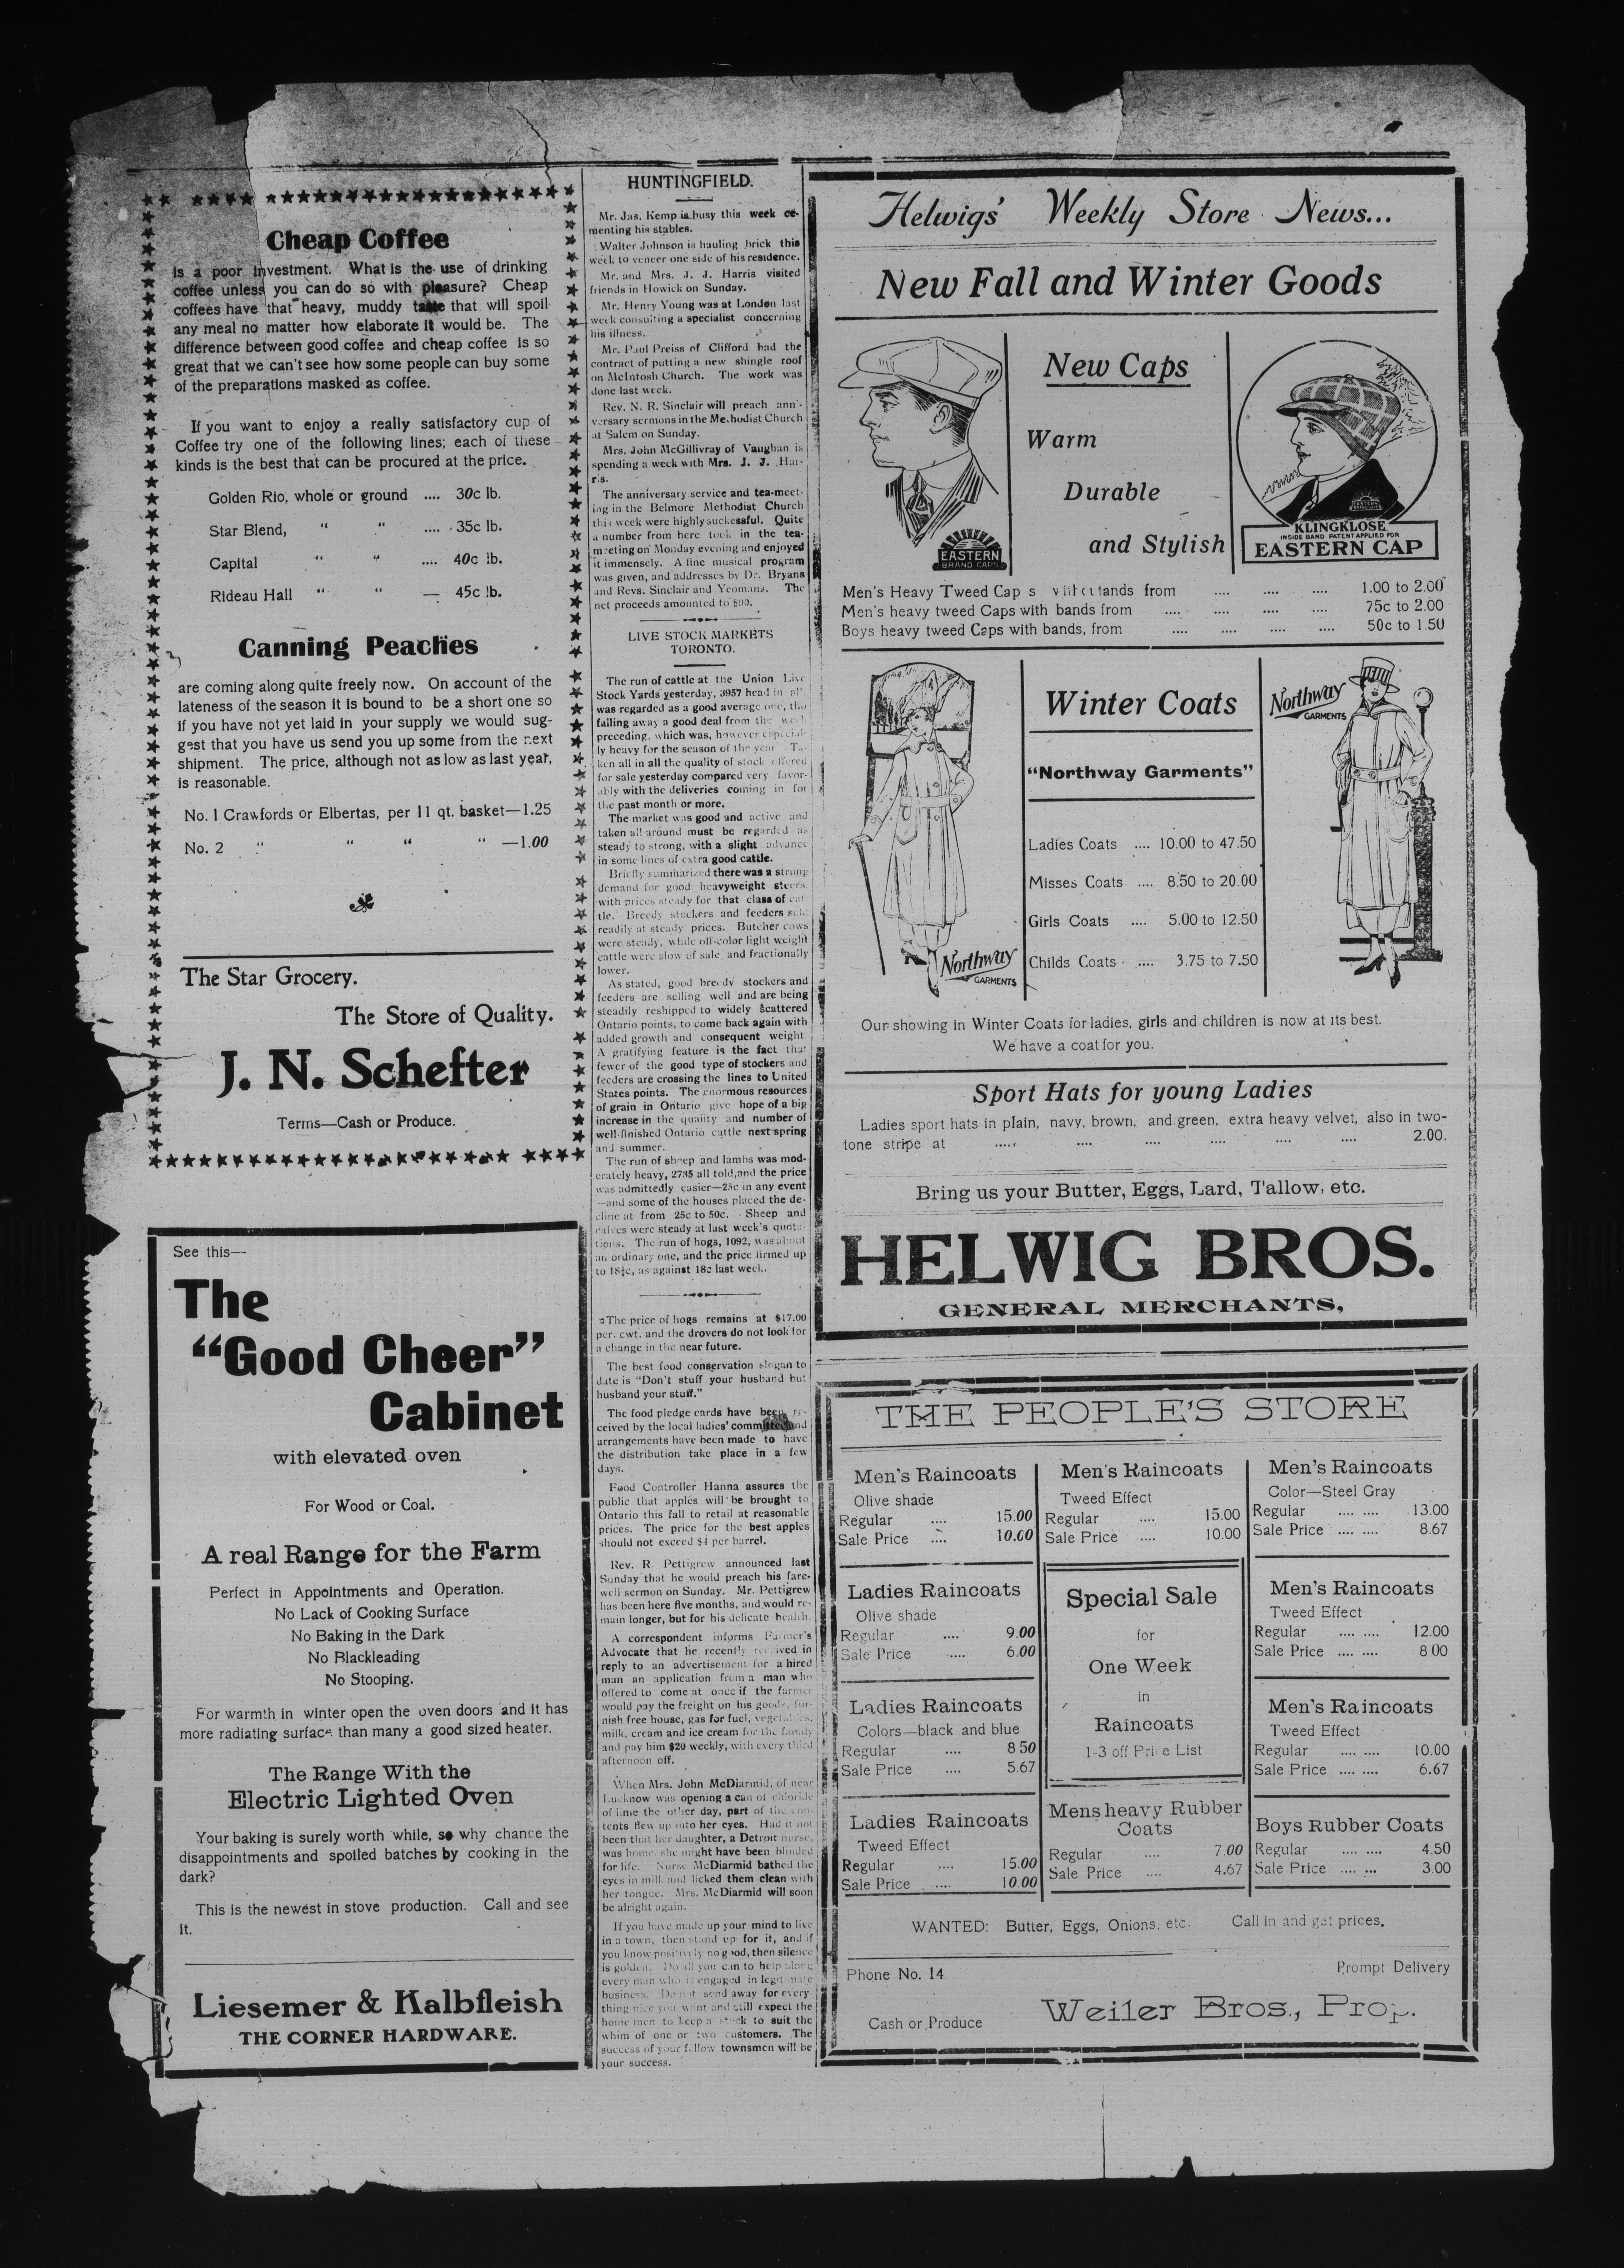 Cheap Coffee
is a poor investment. What is the use of drinking
coffee unless you can do so with pleasure? Cheap
coffees have that heavy, muddy taste that will spoil
any meal no matter how elaborate it would be. The
difference between good coffee and cheap coffee is so
great that we can't see how some people can buy some
of the preparations masked as coffee.
If you want to enjoy a really satisfactory cup of
Coffee try one of the following lines; each of these
kinds is the best that can be procured at the price.
Golden Rio, whole or ground .... 30c lb.
Star Blend, " " .... 35c lb.
Capital " " .... 40c lb.
Rideau Hall " " — 45c lb.
Canning Peaches
are coming along quite freely now. On account of the
lateness of the season it is bound to be a short one so
if you have not yet laid in your supply we would sug-
gest that you have us send you up some from the next
shipment. The price, although not as low as last year,
is reasonable.
No. 1 Crawfords or Elbertas, per 11 qt. basket—1.25
No. 2 " " " " —1.00
The Star Grocery.
The Store of Quality.
J. N. Schefter
Terms—Cash or Produce.
See this—
The
"Good Cheer"
Cabinet
with elevated oven
For Wood or Coal.
A real Range for the Farm
Perfect in Appointments and Operation.
No Lack of Cooking Surface
No Baking in the Dark
No Blackleading
No Stooping.
For warmth in winter open the oven doors and it has
more radiating surface than many a good sized heater.
The Range With the
Electric Lighted Oven
Your baking is surely worth while, so why chance the
disappointments and spoiled batches by cooking in the
dark?
This is the newest in stove production. Call and see
it.
Liesemer & Kalbfleish
THE CORNER HARDWARE.
HUNTINGFIELD.
Mr. Jas. Kemp is busy this week ce-
menting his stables.
Walter Johnson is hauling brick this
week to veneer one side of his residence.
Mr. and Mrs. J. J. Harris visited
friends in Howick on Sunday.
Mr. Henry Young was at London last
week consulting a specialist concerning
his illness.
Mr. Paul Preiss of Clifford had the
contract of putting a new shingle roof
on McIntosh Church. The work was
done last week.
Rev. N. R. Sinclair will preach anni-
versary sermons in the Methodist Church
at Salem on Sunday.
Mrs. John McGillivray of Vaughan is
spending a week with Mrs. J. J. Har-
ris.
The anniversary service and tea-meet-
ing in the Belmore Methodist Church
this week were highly suckessful. Quite
a number from here took in the tea-
meeting on Monday evening and enjoyed
it immensely. A fine musical program
was given, and addresses by Dr. Bryans
and Revs. Sinclair and Yeomans. The
net proceeds amounted to $90.
LIVE STOCK MARKETS
TORONTO.
The run of cattle at the Union Live
Stock Yards yesterday, 3957 head in all
was regarded as a good average one, tho
falling away a good deal from the week
preceding, which was, however especial-
ly heavy for the season of the year. Ta-
ken all in all the quality of stock offered
for sale yesterday compared very favor-
ably with the deliveries coming in for
the past month or more.
The market was good and active and
taken all around must be regarded as
steady to strong, with a slight advance
in some lines of extra good cattle.
Briefly summarized there was a strong
demand for good heavyweight steers
with prices steady for that class of cat
tle. Breedy stockers and feeders sold
readily at steady prices. Butcher cows
were steady, while off-color light weight
cattle were slow of sale and fractionally
lower.
As stated, good breedy stockers and
feeders are selling well and are being
steadily reshipped to widely scattered
Ontario points, to come back again with
added growth and consequent weight.
A gratifying feature is the fact that
fewer of the good type of stockers and
feeders are crossing the lines to United
States points. The enormous resources
of grain in Ontario give hope of a big
increase in the quality and number of
well-finished Ontario cattle next spring
and summer.
The run of sheep and lambs was mod-
erately heavy, 2785 all told, and the price
was admittedly easier—25c in any event
—and some of the houses placed the de-
cline at from 25c to 50c. Sheep and
calves were steady at last week's quota-
tions. The run of hogs, 1092, was about
an ordinary one, and the price firmed up
to 18¼c, as against 18c last week.
The price of hogs remains at $17.00
per. cwt. and the drovers do not look for
a change in the near future.
The best food conservation slogan to
date is "Don't stuff your husband but
husband your stuff."
The food pledge cards have been re-
ceived by the local ladies' committee and
arrangements have been made to have
the distribution take place in a few
days.
Food Controller Hanna assures the
public that apples will be brought to
Ontario this fall to retail at reasonable
prices. The price for the best apples
should not exceed $4 per barrel.
Rev. R. Pettigrew announced last
Sunday that he would preach his fare-
well sermon on Sunday. Mr. Pettigrew
has been here five months, and would re-
main longer, but for his delicate health.
A correspondent informs Farmer's
Advocate that he recently received in
reply to an advertisement for a hired
man an application from a man who
offered to come at once if the farmer
would pay the freight on his goods, fur-
nish free house, gas for fuel, vegetables,
milk, cream and ice cream for the family
and pay him $20 weekly, with every third
afternoon off.
When Mrs. John McDiarmid, of near
Lucknow was opening a can of chloride
of lime the other day, part of the con-
tents flew up into her eyes. Had it not
been that her daughter, a Detroit nurse,
was home, she might have been blinded
for life. Nurse McDiarmid bathed the
eyes in milk and licked them clean with
her tongue. Mrs. McDiarmid will soon
be alright again.
If you have made up your mind to live
in a town, then stand up for it, and if
you know positively no good, then silence
is golden. Do all you can to help along
every man who is engaged in legitimate
business. Do not send away for every-
thing nice you want and still expect the
home men to keep a stock to suit the
whim of one or two customers. The
success of your fellow townsmen will be
your success.
Helwigs' Weekly Store News...
New Fall and Winter Goods
New Caps
Warm
Durable
and Stylish
EASTERN
BRAND CAPS
KLINGKLOSE
INSIDE BAND PATENT APPLIED FOR
EASTERN CAP
Men's Heavy Tweed Caps without bands from .... .... .... 1.00 to 2.00
Men's heavy tweed Caps with bands from .... .... .... .... 75c to 2.00
Boys heavy tweed Caps with bands, from .... .... .... .... 50c to 1.50
Winter Coats
"Northway Garments"
Ladies Coats .... 10.00 to 47.50
Misses Coats .... 8.50 to 20.00
Girls Coats .... 5.00 to 12.50
Childs Coats .... 3.75 to 7.50
Northway
GARMENTS
Northway
GARMENTS
Our showing in Winter Coats for ladies, girls and children is now at its best.
We have a coat for you.
Sport Hats for young Ladies
Ladies sport hats in plain, navy, brown, and green, extra heavy velvet, also in two-
tone stripe at ..... .... .... .... .... .... 2.00.
Bring us your Butter, Eggs, Lard, Tallow, etc.
HELWIG BROS.
GENERAL MERCHANTS,
THE PEOPLE'S STORE
Men's Raincoats
Olive shade
Regular .... 15.00
Sale Price .... 10.00
Ladies Raincoats
Olive shade
Regular .... 9.00
Sale Price .... 6.00
Ladies Raincoats
Colors—black and blue
Regular .... 8 50
Sale Price .... 5.67
Ladies Raincoats
Tweed Effect
Regular .... 15.00
Sale Price ..... 10.00
Men's Raincoats
Tweed Effect
Regular .... 15.00
Sale Price .... 10.00
Special Sale
for
One Week
in
Raincoats
1-3 off Price List
Mens heavy Rubber
Coats
Regular .... 7.00
Sale Price .... 4.67
Men's Raincoats
Color—Steel Gray
Regular .... .... 13.00
Sale Price .... .... 8.67
Men's Raincoats
Tweed Effect
Regular .... .... 12.00
Sale Price .... .... 8 00
Men's Raincoats
Tweed Effect
Regular .... .... 10.00
Sale Price .... .... 6.67
Boys Rubber Coats
Regular .... .... 4.50
Sale Price .... ... 3.00
WANTED: Butter, Eggs, Onions, etc. Call in and get prices.
Phone No. 14 Prompt Delivery
Cash or Produce Weiler Bros., Prop.